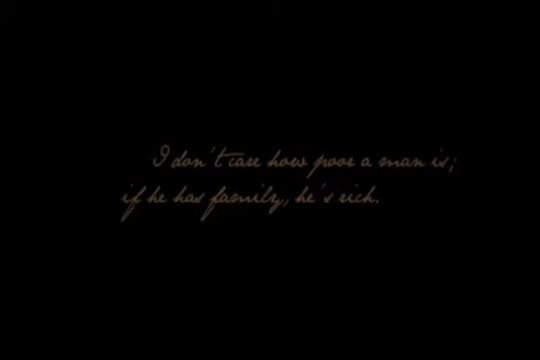 I don't care how poor a man is;
if he has family, he's rich.